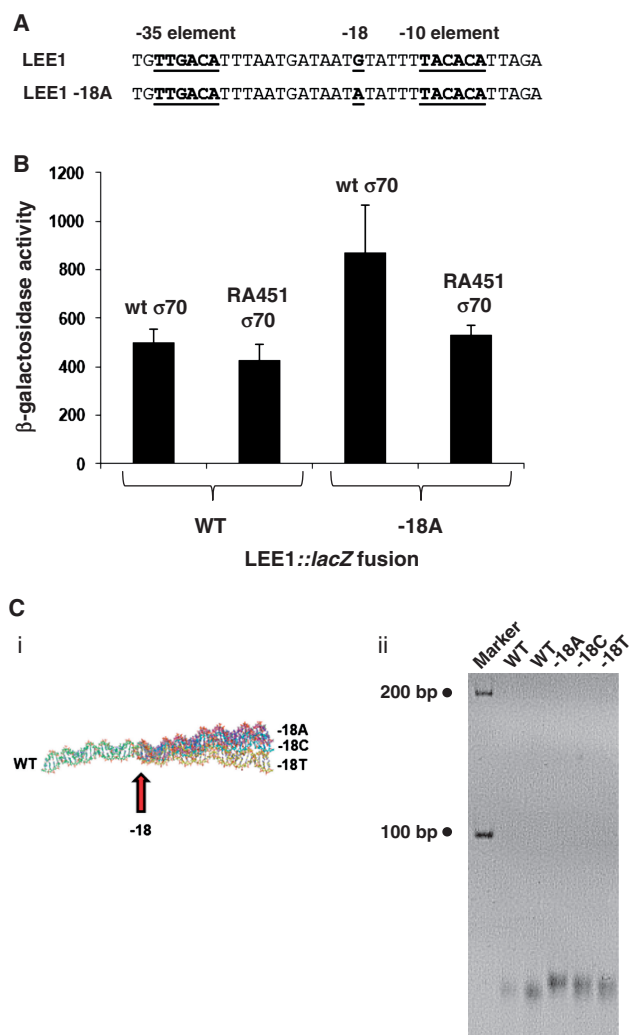 A
-35 element -18 -10 element
LEE1 TGTTGACATTTAATGATAATGTATTTTACACATTAGA
LEE1 -18A TGTTGACATTTAATGATAATATATTTTACACATTAGA
B
1200
1000
800
600
400
200
0
β-galactosidase activity
wt σ70
RA451
σ70
wt σ70
RA451
σ70
WT -18A
LEE1::lacZ fusion
C
i
WT
-18A
-18C
-18T
-18
ii
Marker WT WT -18A -18C -18T
200 bp ●
100 bp ●